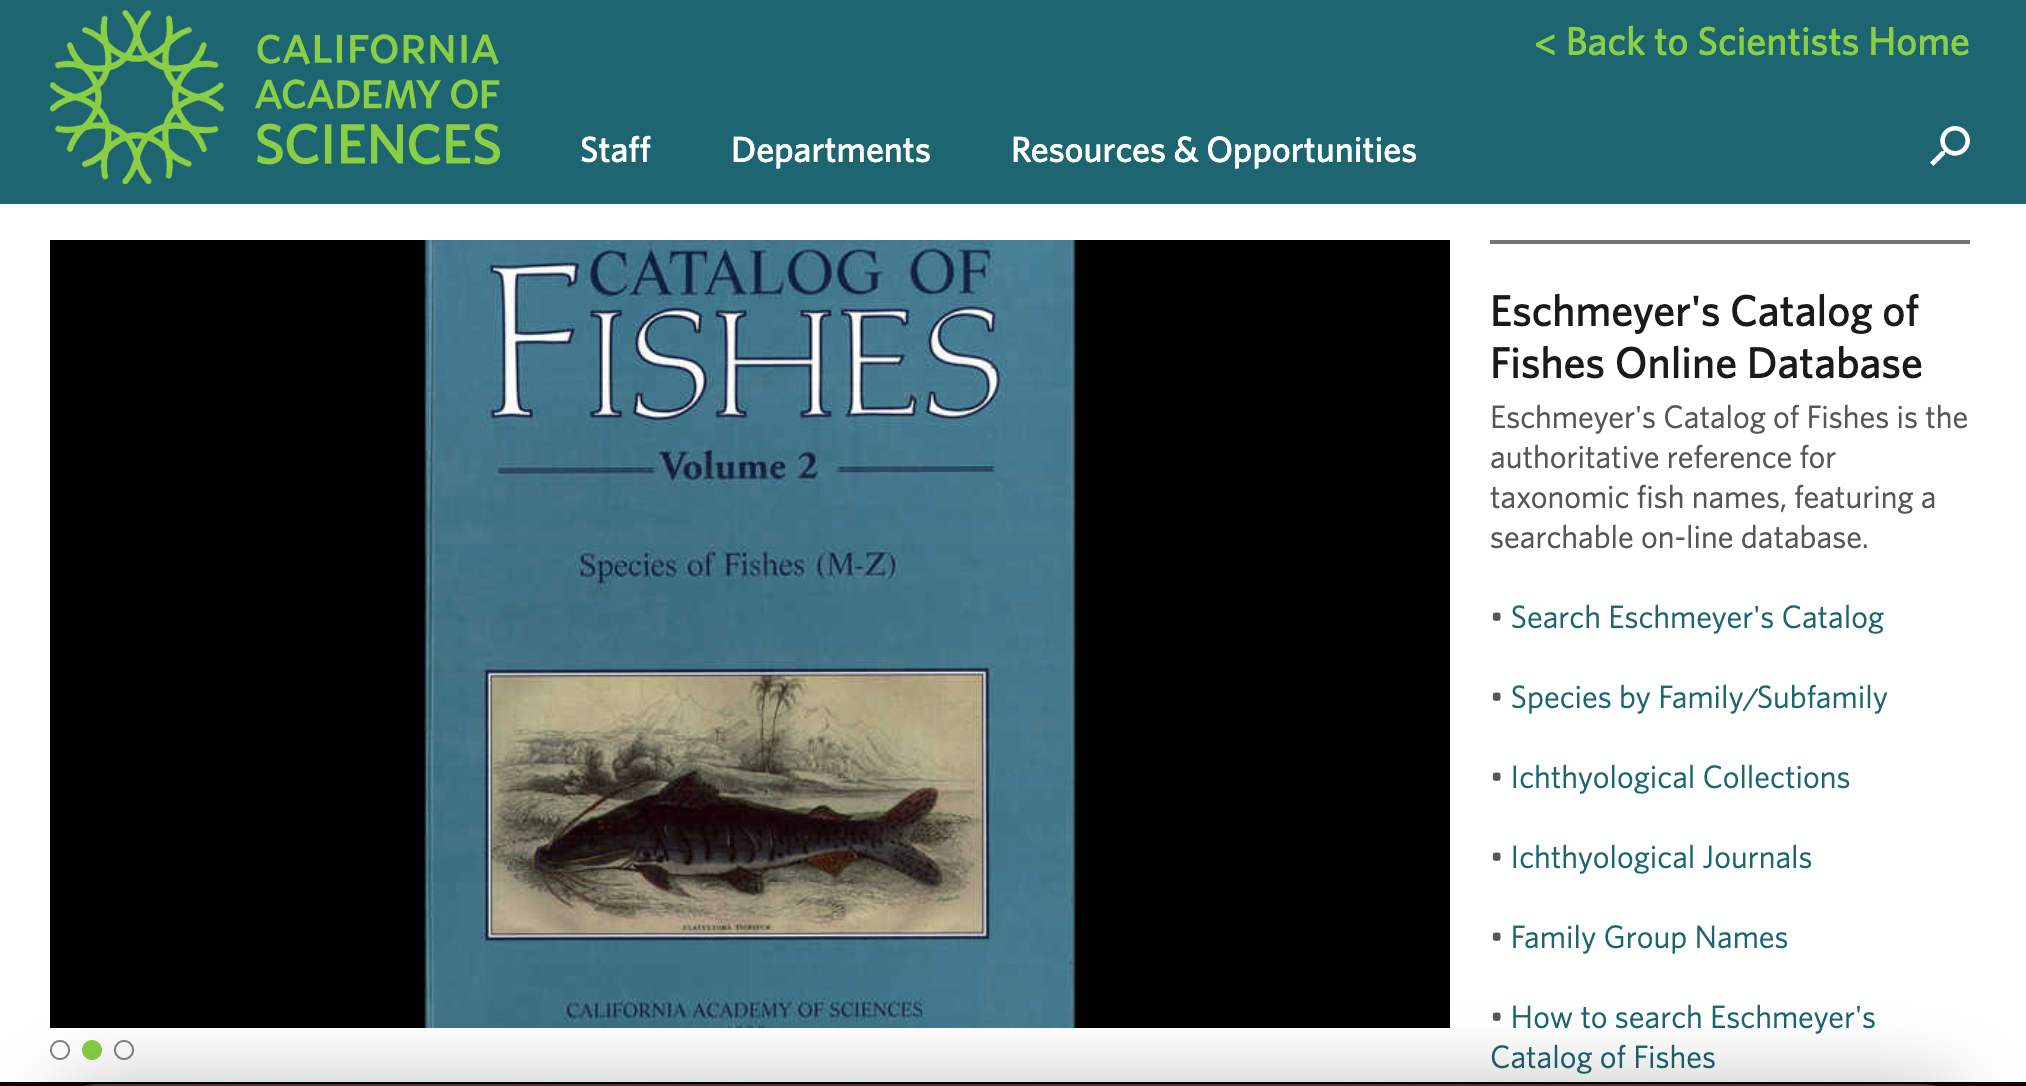 CALIFORNIA
ACADEMY OF
SCIENCES
< Back to Scientists Home
Staff
Departments
Resources & Opportunities
CATALOG OF
FISHES
Volume 2
Species of Fishes (M-Z)
CALIFORNIA ACADEMY OF SCIENCES
Eschmeyer's Catalog of
Fishes Online Database
Eschmeyer's Catalog of Fishes is the
authoritative reference for
taxonomic fish names, featuring a
searchable on-line database.
• Search Eschmeyer's Catalog
• Species by Family/Subfamily
• Ichthyological Collections
• Ichthyological Journals
• Family Group Names
• How to search Eschmeyer's
Catalog of Fishes